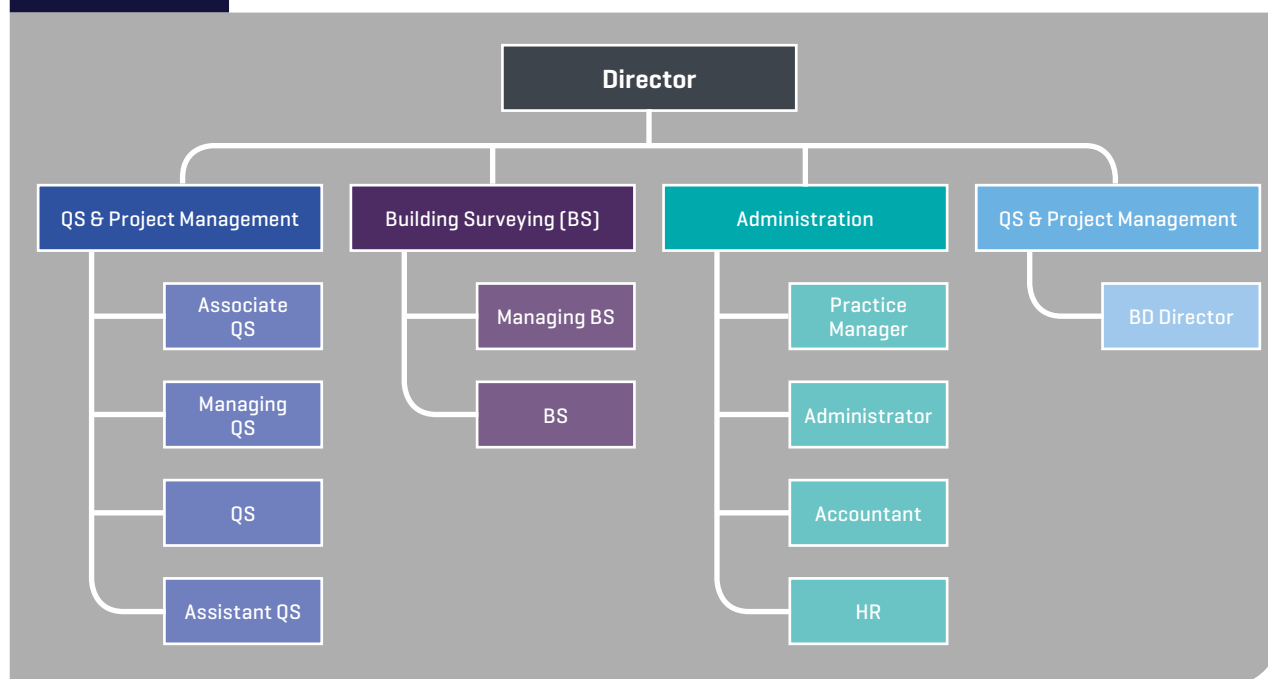 Director
QS & Project Management
Building Surveying (BS)
Administration
QS & Project Management
Associate
QS
Managing
QS
QS
Assistant QS
Managing BS
BS
Practice
Manager
Administrator
Accountant
HR
BD Director